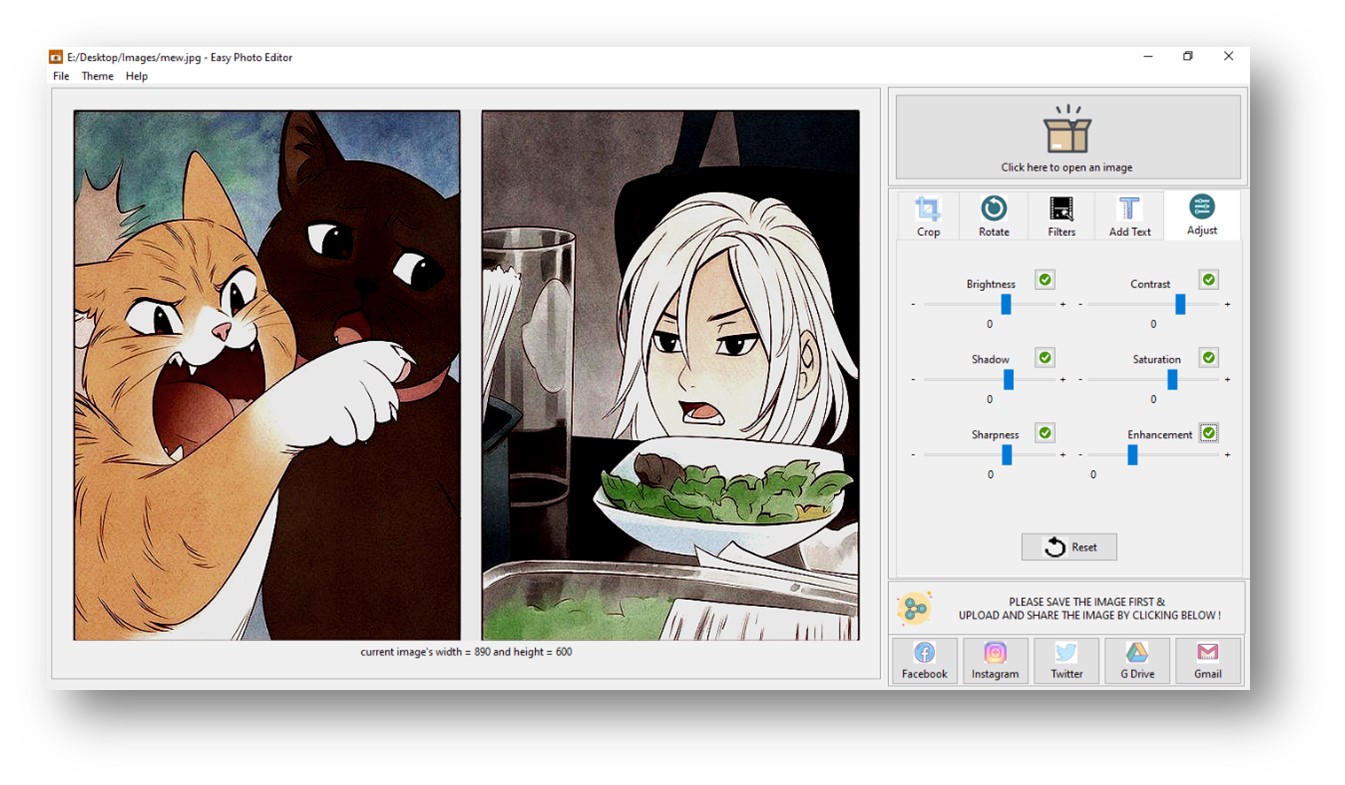 E:/Desktop/Images/mew.jpg - Easy Photo Editor
File Theme Help
Click here to open an image
Crop Rotate Filters Add Text Adjust
Brightness Contrast
- + - +
0 0
Shadow Saturation
- + - +
0 0
Sharpness Enhancement
- + - +
0 0
Reset
PLEASE SAVE THE IMAGE FIRST &
UPLOAD AND SHARE THE IMAGE BY CLICKING BELOW !
current image's width = 890 and height = 600
Facebook Instagram Twitter G Drive Gmail